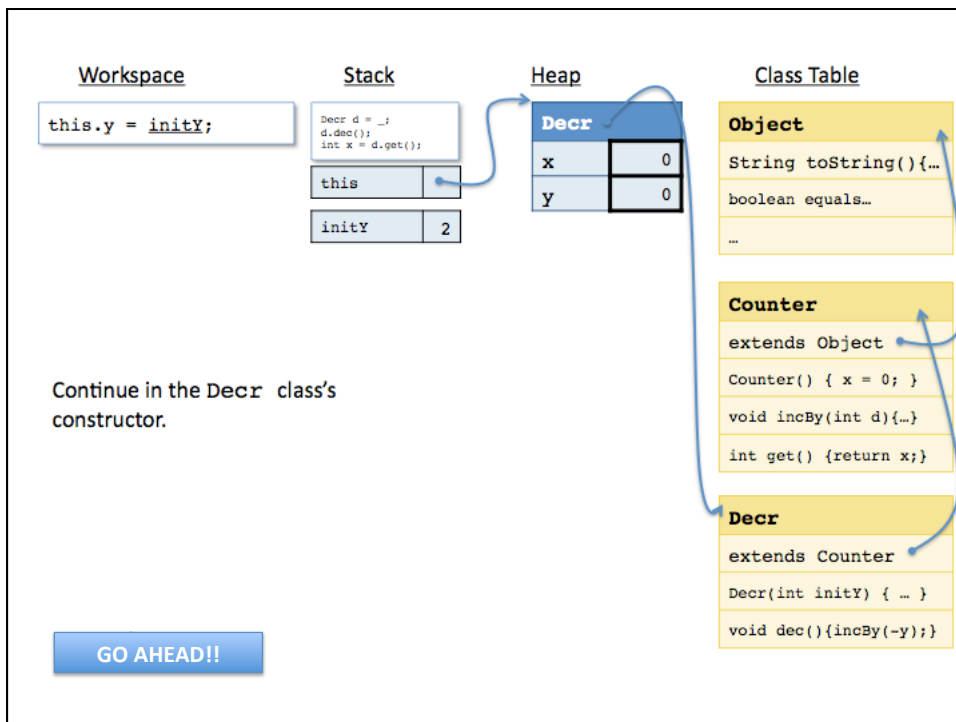 Workspace
Stack
Heap
Class Table
this.y = initY;
Decr d = _;
d.dec();
int x = d.get();
this
initY 2
Decr
x 0
y 0
Object
String toString(){…
boolean equals…
…
Counter
extends Object
Counter() { x = 0; }
void incBy(int d){…}
int get() {return x;}
Decr
extends Counter
Decr(int initY) { … }
void dec(){incBy(-y);}
Continue in the Decr class's
constructor.
GO AHEAD!!